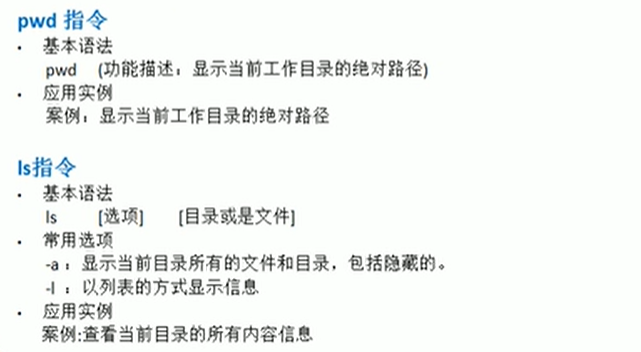 pwd 指令
• 基本语法
pwd (功能描述：显示当前工作目录的绝对路径)
• 应用实例
案例：显示当前工作目录的绝对路径
ls指令
• 基本语法
ls [选项] [目录或是文件]
• 常用选项
-a ：显示当前目录所有的文件和目录，包括隐藏的。
-l ：以列表的方式显示信息
• 应用实例
案例:查看当前目录的所有内容信息